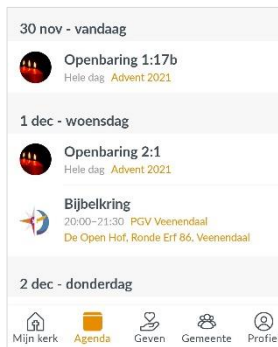 30 nov - vandaag
Openbaring 1:17b
Hele dag Advent 2021
1 dec - woensdag
Openbaring 2:1
Hele dag Advent 2021
Bijbelkring
20:00–21:30 PGV Veenendaal
De Open Hof, Ronde Erf 86, Veenendaal
2 dec - donderdag
Mijn kerk Agenda Geven Gemeente Profie